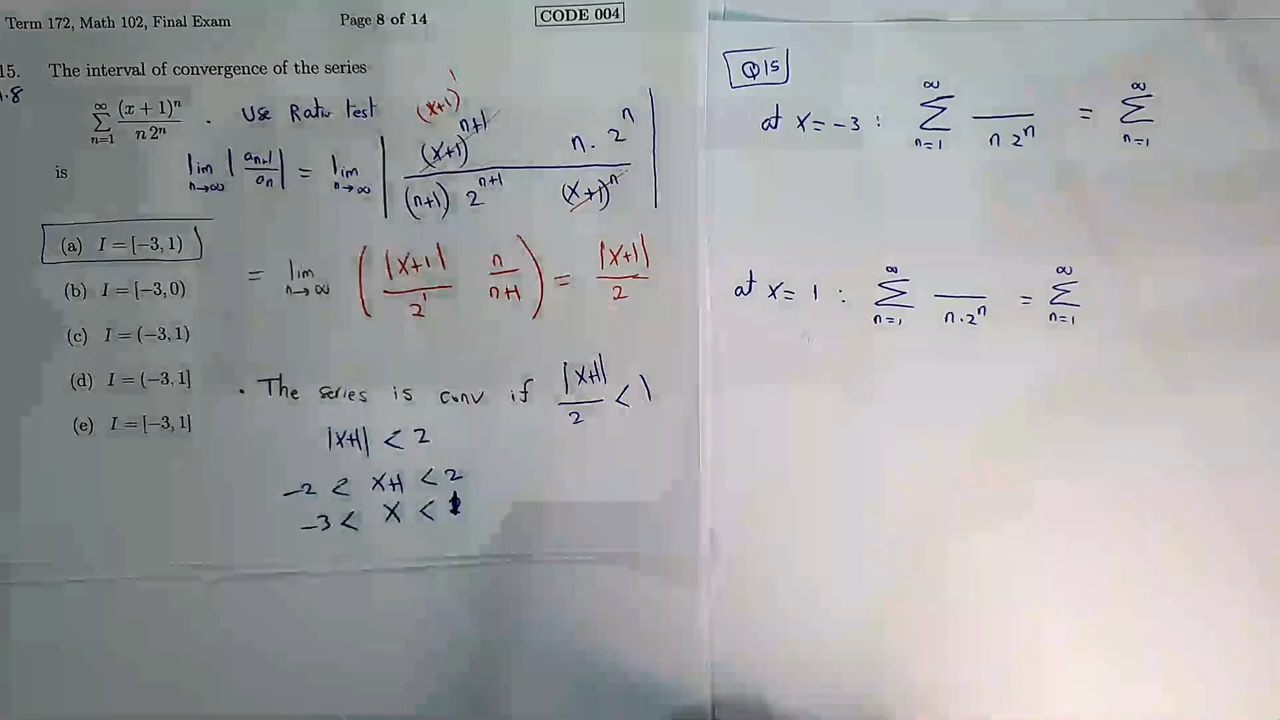 Term 172, Math 102, Final Exam Page 8 of 14 CODE 004
15. The interval of convergence of the series
∑_{n=1}^{∞} (x + 1)^n / (n 2^n) . Use Ratio test
is
lim_{n→∞} |a_{n+1} / a_n| = lim_{n→∞} | (x+1)^{n+1} / ((n+1) 2^{n+1}) · n · 2^n / (x+1)^n |
(x+1)^1
(a) I = [−3, 1)
= lim_{n→∞} ( |x+1| / 2^1 · n / (n+1) ) = |x+1| / 2
(b) I = [−3, 0)
(c) I = (−3, 1)
(d) I = (−3, 1]
(e) I = [−3, 1]
. The series is conv if |x+1| / 2 < 1
|x+1| < 2
−2 < x+1 < 2
−3 < x < 1
Q15
at x = −3 : ∑_{n=1}^{∞} / (n 2^n) = ∑_{n=1}^{∞}
at x = 1 : ∑_{n=1}^{∞} / (n · 2^n) = ∑_{n=1}^{∞}